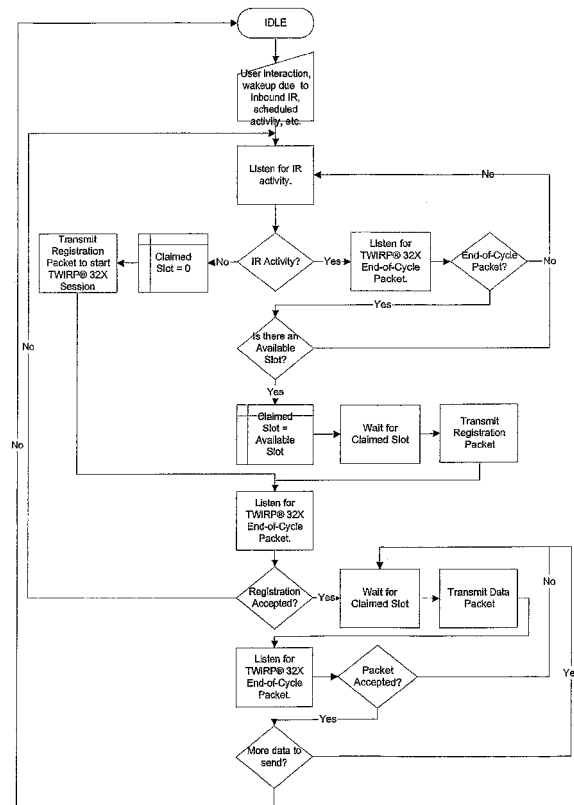 IDLE
User interaction,
wakeup due to
inbound IR,
scheduled
activity, etc.
Listen for IR
activity.
No
Transmit
Registration
Packet to start
TWIRP® 32X
Session
Claimed
Slot = 0
No
IR Activity?
Yes
Listen for
TWIRP® 32X
End-of-Cycle
Packet.
End-of-Cycle
Packet?
No
Yes
Is there an
Available
Slot?
No
No
Yes
Claimed
Slot =
Available
Slot
Wait for
Claimed Slot
Transmit
Registration
Packet
Listen for
TWIRP® 32X
End-of-Cycle
Packet.
Registration
Accepted?
Yes
Wait for
Claimed Slot
Transmit Data
Packet
No
Listen for
TWIRP® 32X
End-of-Cycle
Packet.
Packet
Accepted?
Yes
Yes
More data to
send?